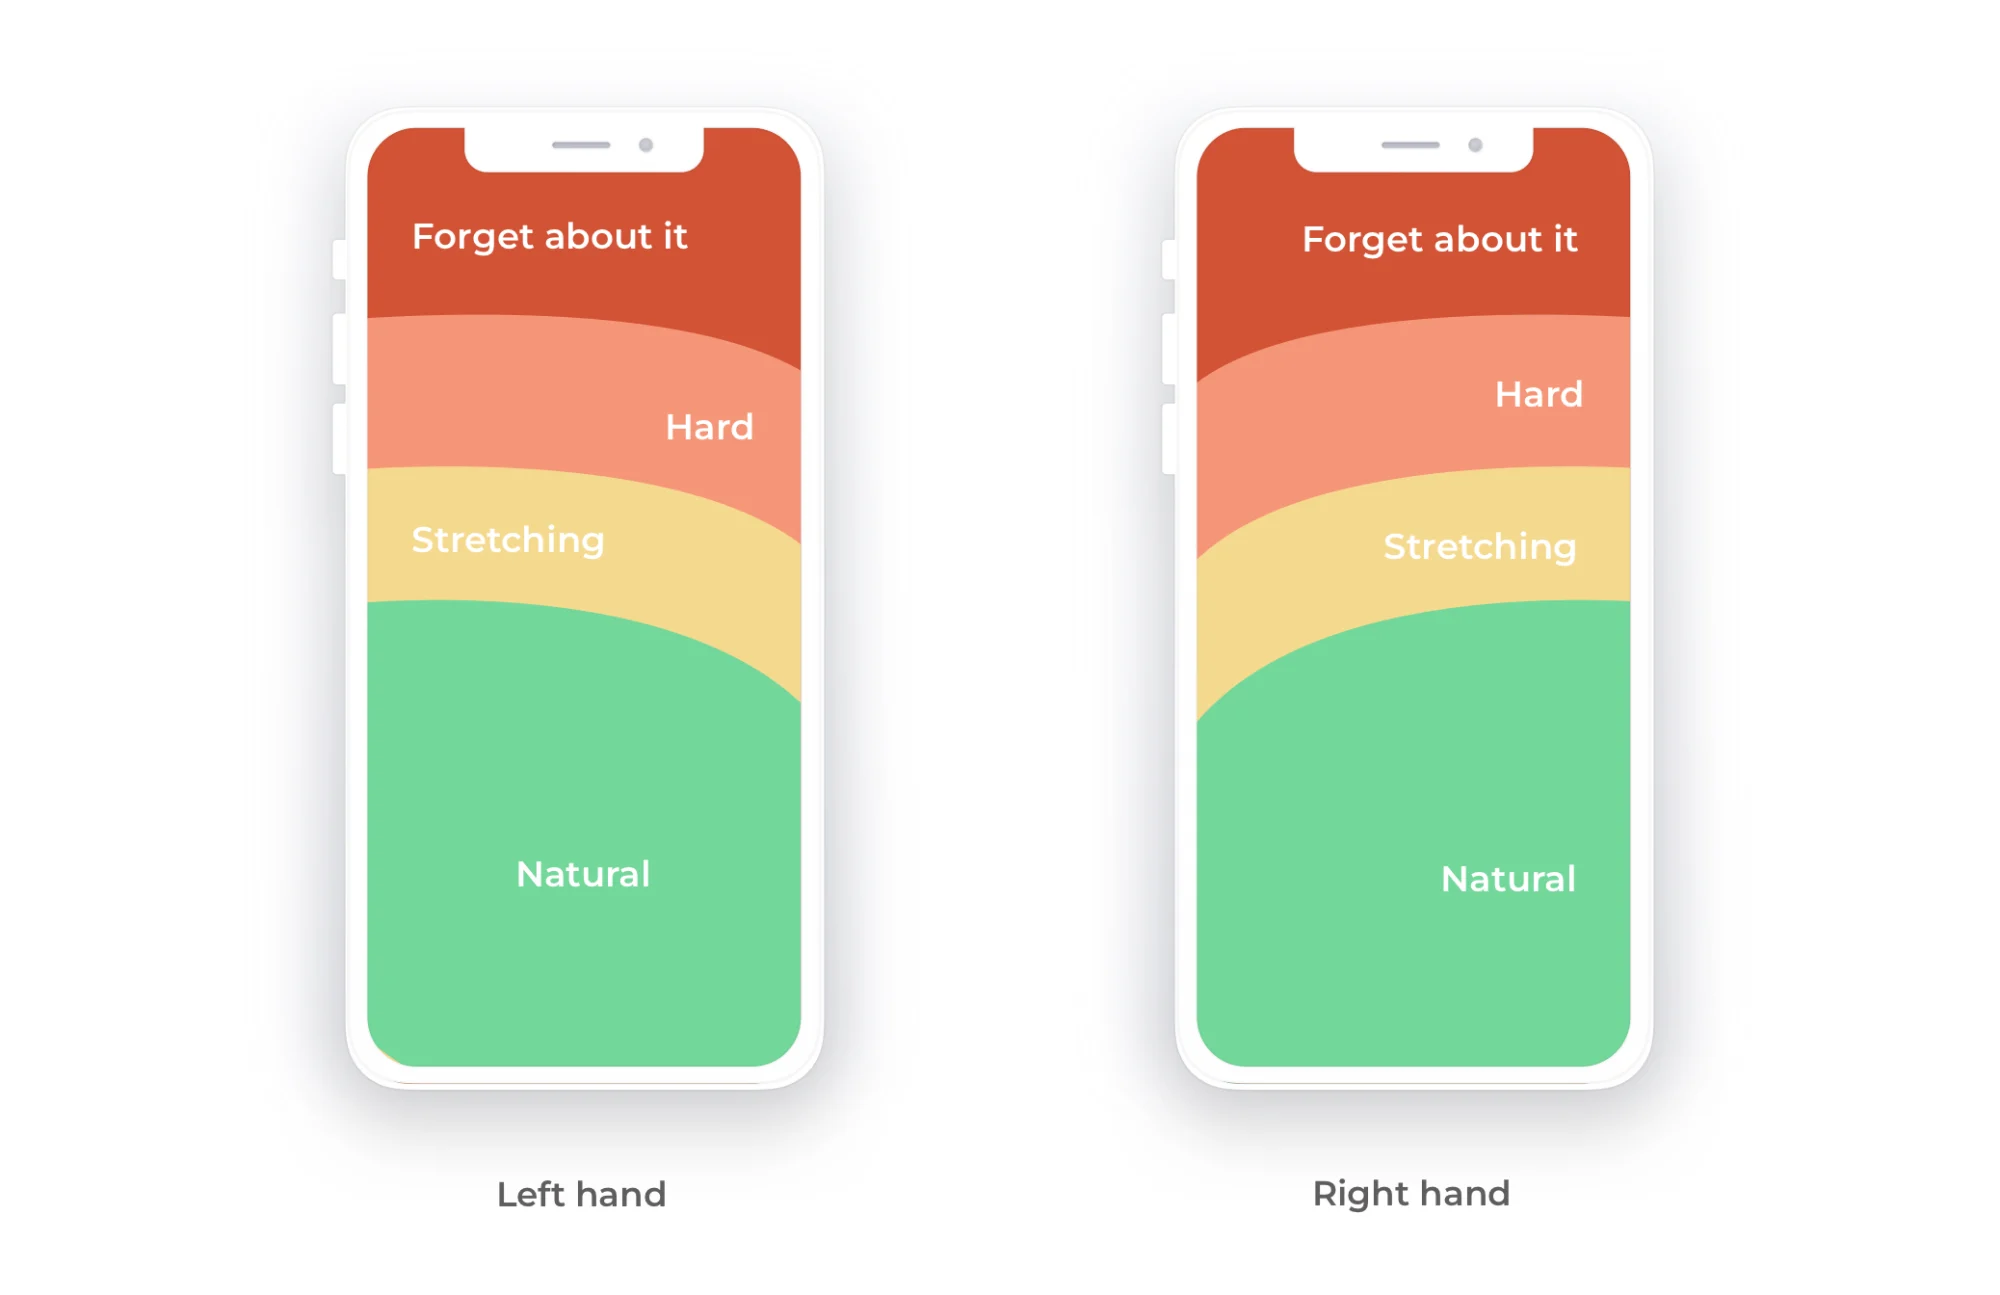 Forget about it
Hard
Stretching
Natural
Left hand
Forget about it
Hard
Stretching
Natural
Right hand